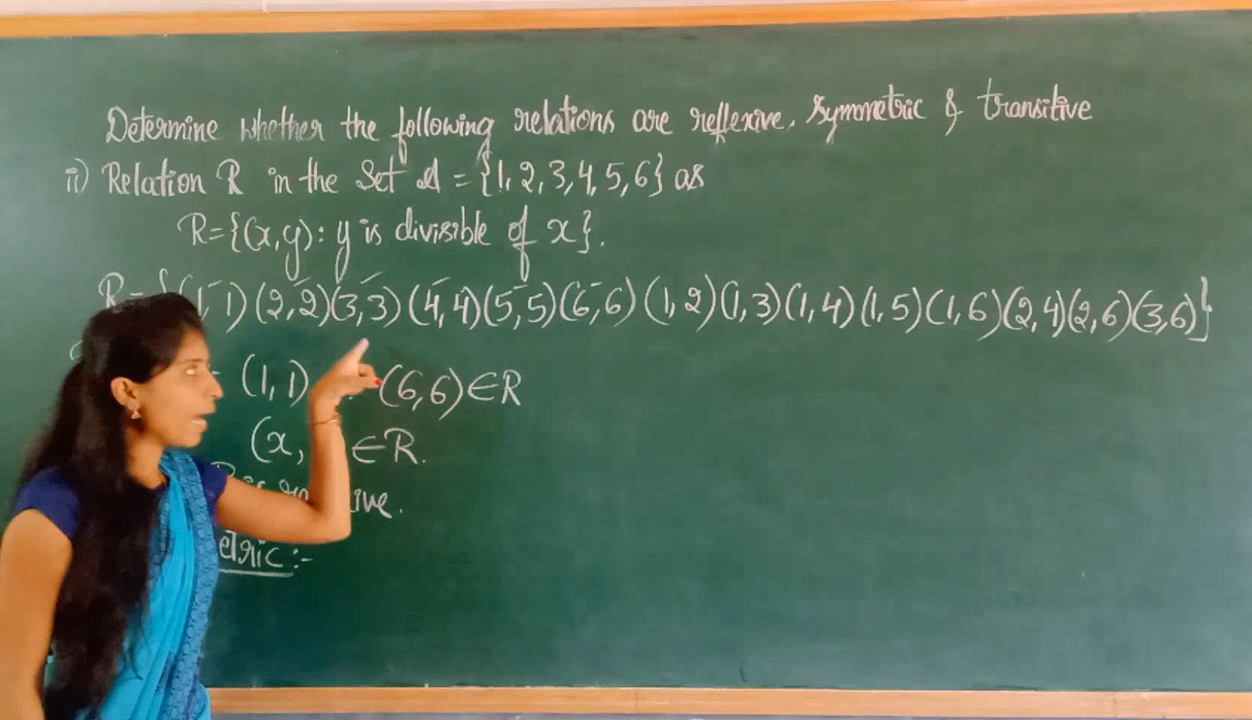 Determine whether the following relations are reflexive, symmetric & transitive
ii) Relation R in the Set A = {1, 2, 3, 4, 5, 6} as
R={(x,y): y is divisible of x}.
R={(1,1)(2,2)(3,3)(4,4)(5,5)(6,6)(1,2)(1,3)(1,4)(1,5)(1,6)(2,4)(2,6)(3,6)}
(1,1) (6,6)∈R
(x, ∈R.